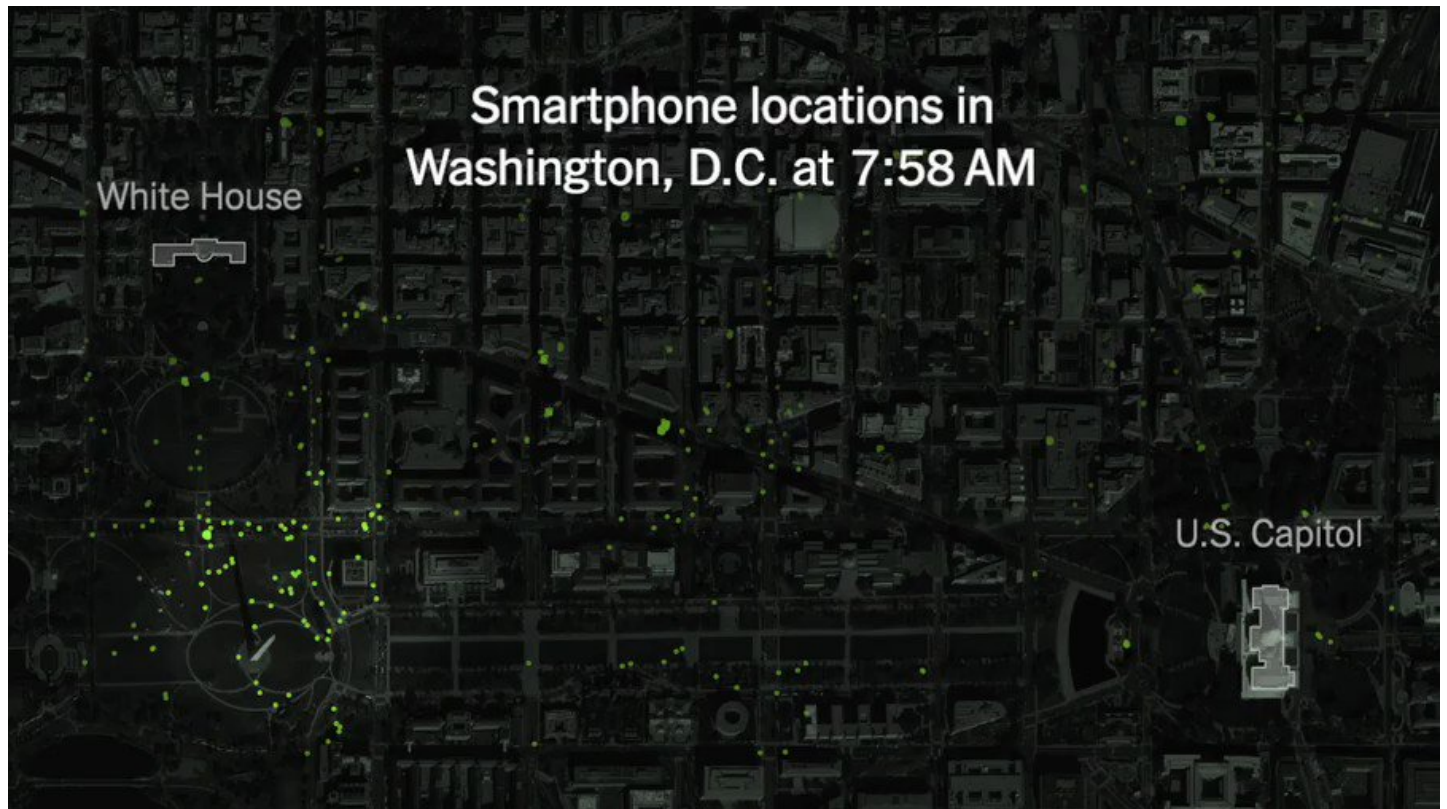 Smartphone locations in
Washington, D.C. at 7:58 AM
White House
U.S. Capitol